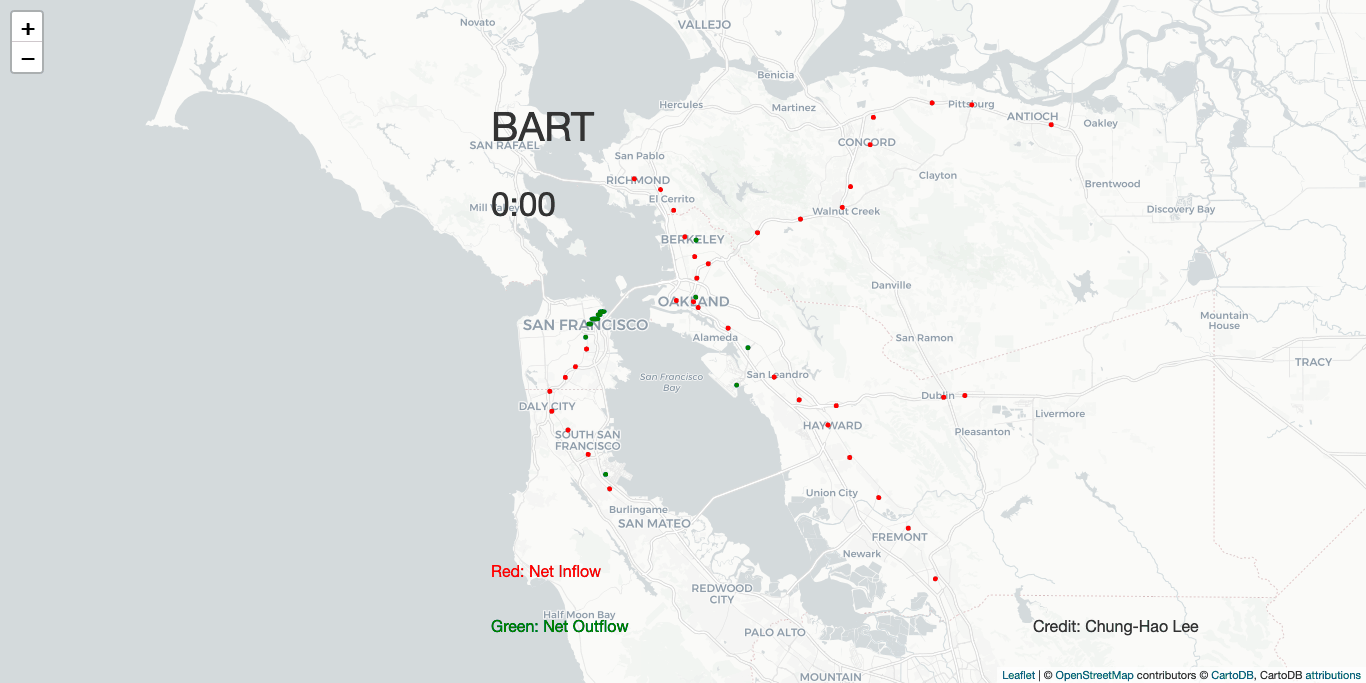 +
−
Novato
VALLEJO
Benicia
Hercules
Martinez
Pittsburg
ANTIOCH
Oakley
BART
SAN RAFAEL
CONCORD
San Pablo
RICHMOND
Clayton
Brentwood
El Cerrito
Mill Valley
0:00
Walnut Creek
Discovery Bay
BERKELEY
Danville
OAKLAND
SAN FRANCISCO
Alameda
San Ramon
Mountain
House
TRACY
San Francisco
Bay
San Leandro
DALY CITY
Dublin
Livermore
HAYWARD
Pleasanton
SOUTH SAN
FRANCISCO
Union City
Burlingame
SAN MATEO
FREMONT
Newark
Red: Net Inflow
REDWOOD
CITY
Half Moon Bay
Green: Net Outflow
PALO ALTO
Credit: Chung-Hao Lee
MOUNTAIN
Leaflet | © OpenStreetMap contributors © CartoDB, CartoDB attributions